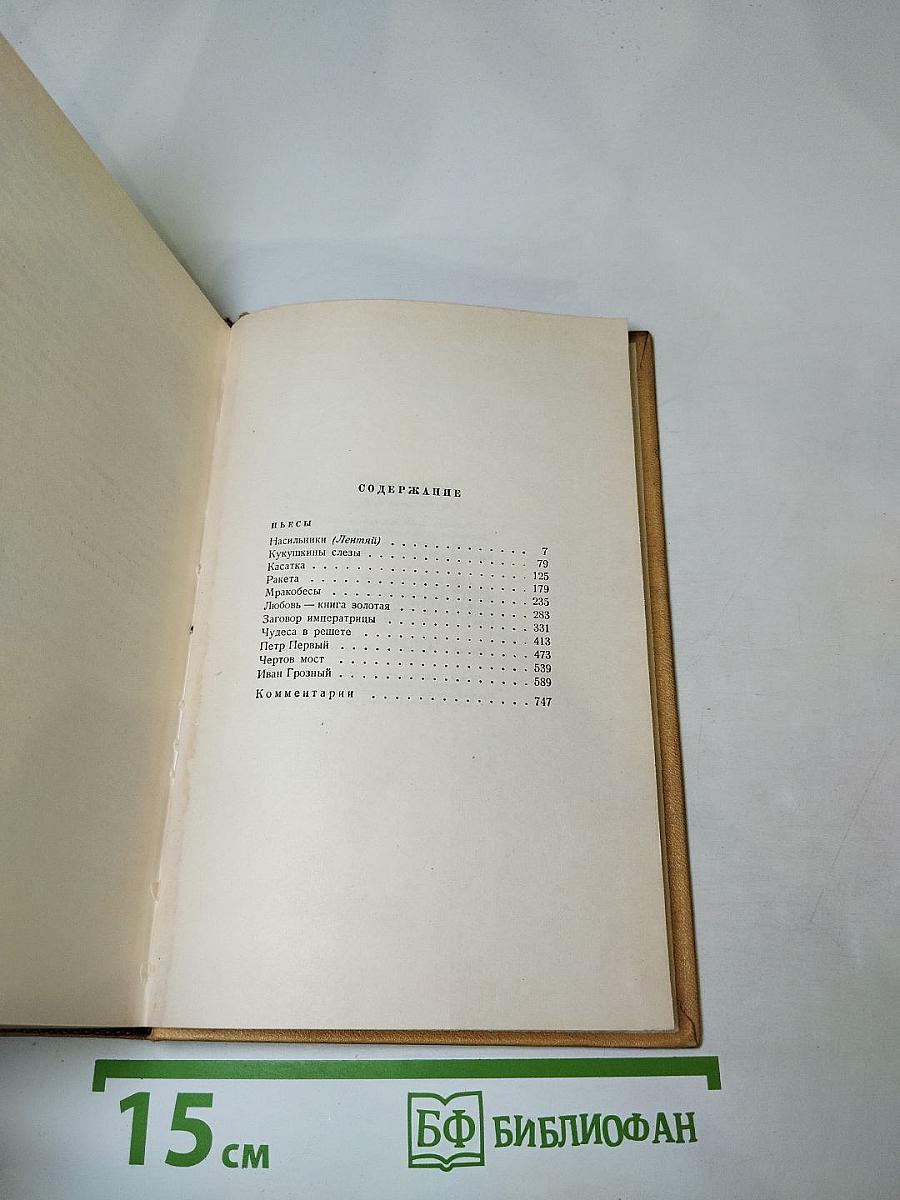 СОДЕРЖАНИЕ
ПЬЕСЫ
Насильники (Лентяй) . . . . . . . . . . . . 7
Кукушкины слезы . . . . . . . . . . . . 79
Касатка . . . . . . . . . . . . 125
Ракета . . . . . . . . . . . . 179
Мракобесы . . . . . . . . . . . . 235
Любовь — книга золотая . . . . . . . . . . . . 283
Заговор императрицы . . . . . . . . . . . . 331
Чудеса в решете . . . . . . . . . . . . 413
Петр Первый . . . . . . . . . . . . 473
Чертов мост . . . . . . . . . . . . 539
Иван Грозный . . . . . . . . . . . . 589
Комментарии . . . . . . . . . . . . 747
15 см
БФ БИБЛИОФАН